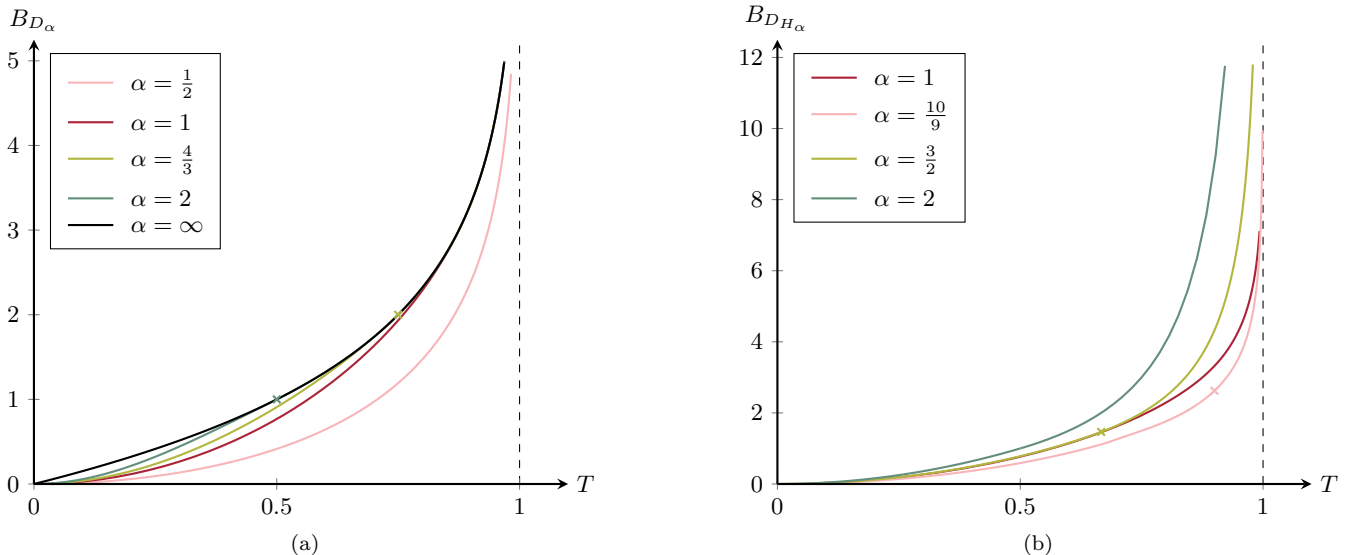 B_{D_α}
5
4
3
2
1
0
0
0.5
1
T
α = 1/2
α = 1
α = 4/3
α = 2
α = ∞
(a)
B_{D_{H_α}}
12
10
8
6
4
2
0
0
0.5
1
T
α = 1
α = 10/9
α = 3/2
α = 2
(b)